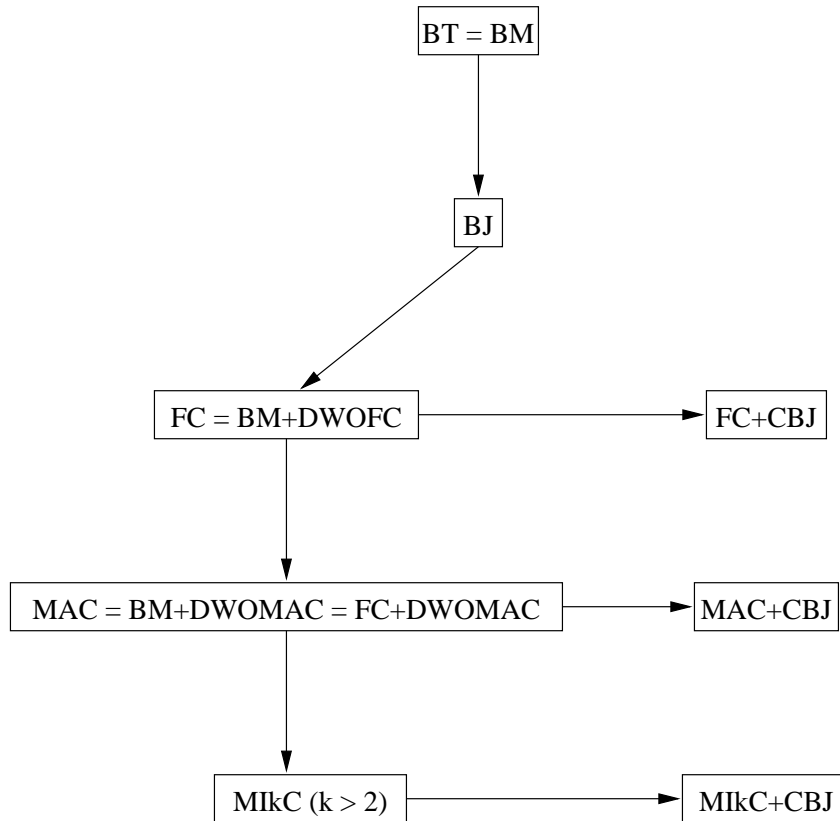 BT = BM
BJ
FC = BM+DWOFC
FC+CBJ
MAC = BM+DWOMAC = FC+DWOMAC
MAC+CBJ
MIkC (k > 2)
MIkC+CBJ